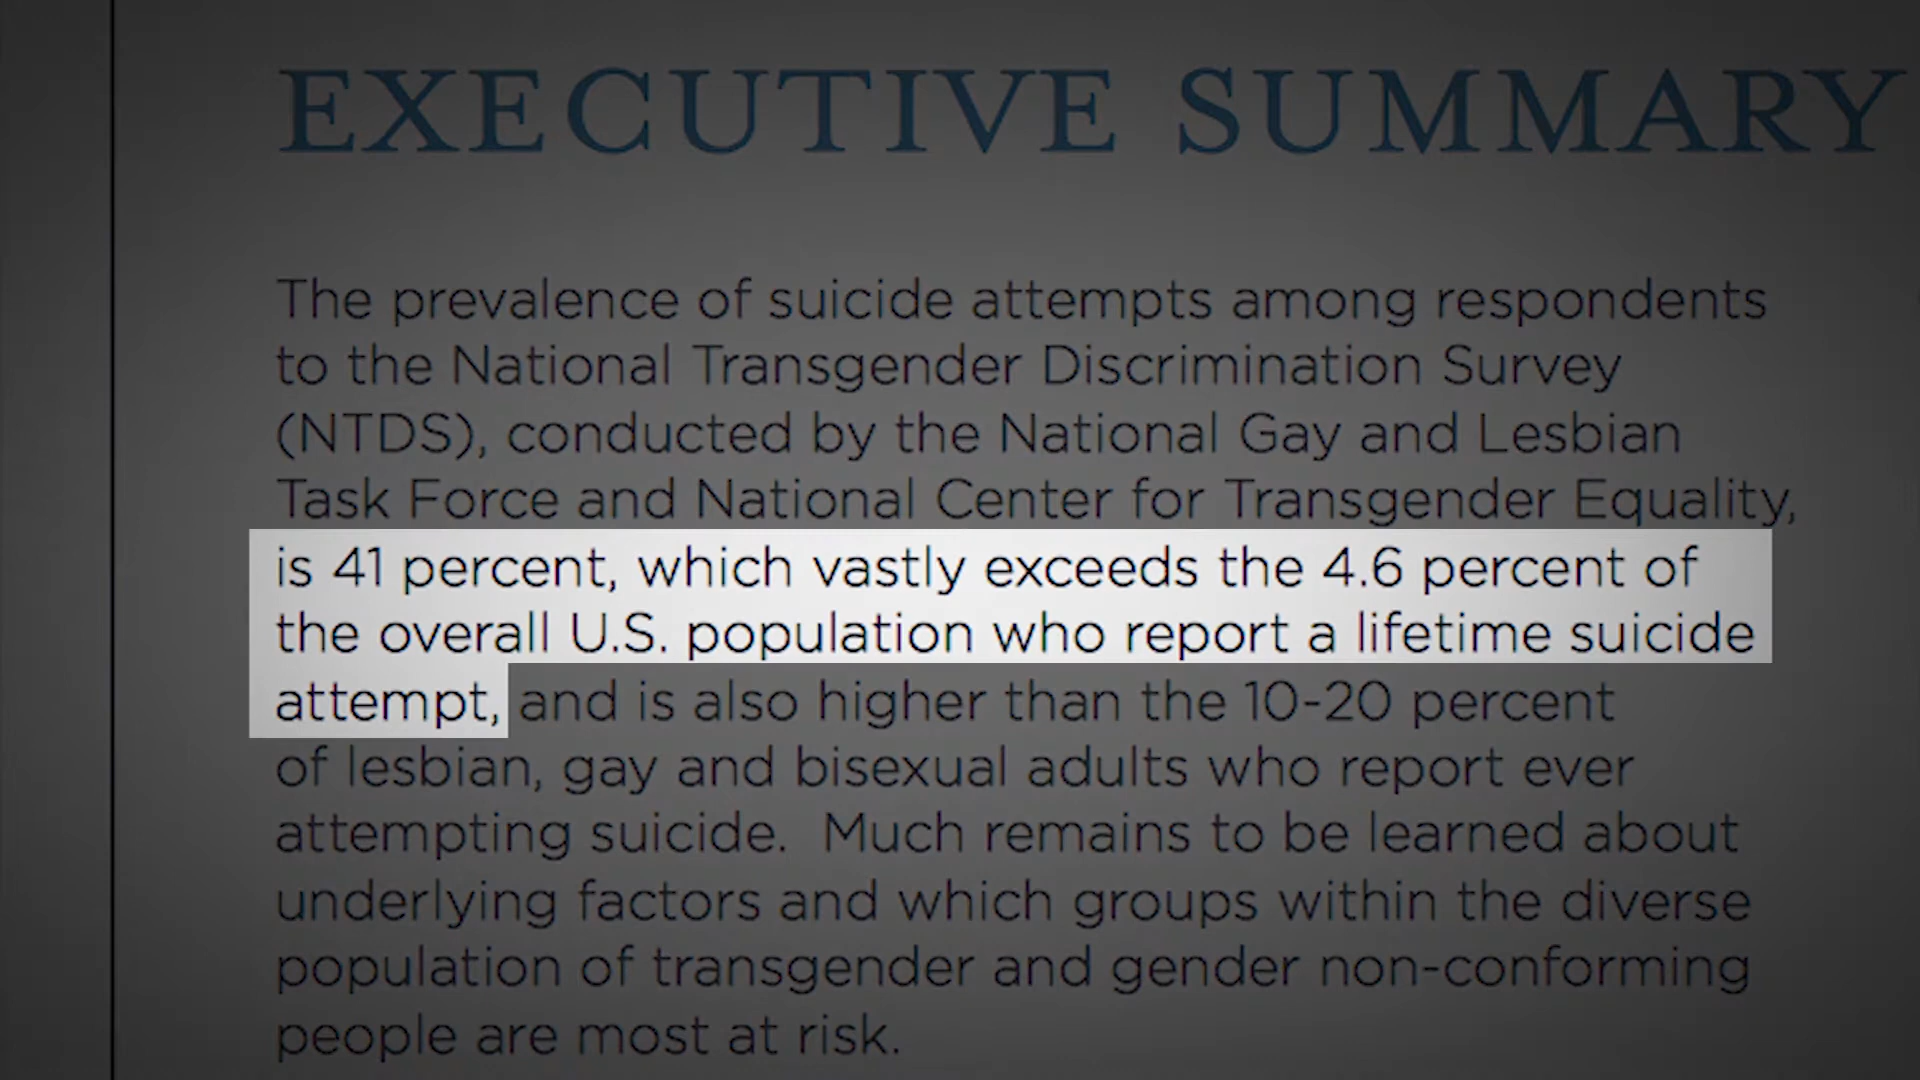 EXECUTIVE SUMMARY
The prevalence of suicide attempts among respondents
to the National Transgender Discrimination Survey
(NTDS), conducted by the National Gay and Lesbian
Task Force and National Center for Transgender Equality,
is 41 percent, which vastly exceeds the 4.6 percent of
the overall U.S. population who report a lifetime suicide
attempt, and is also higher than the 10-20 percent
of lesbian, gay and bisexual adults who report ever
attempting suicide.  Much remains to be learned about
underlying factors and which groups within the diverse
population of transgender and gender non-conforming
people are most at risk.